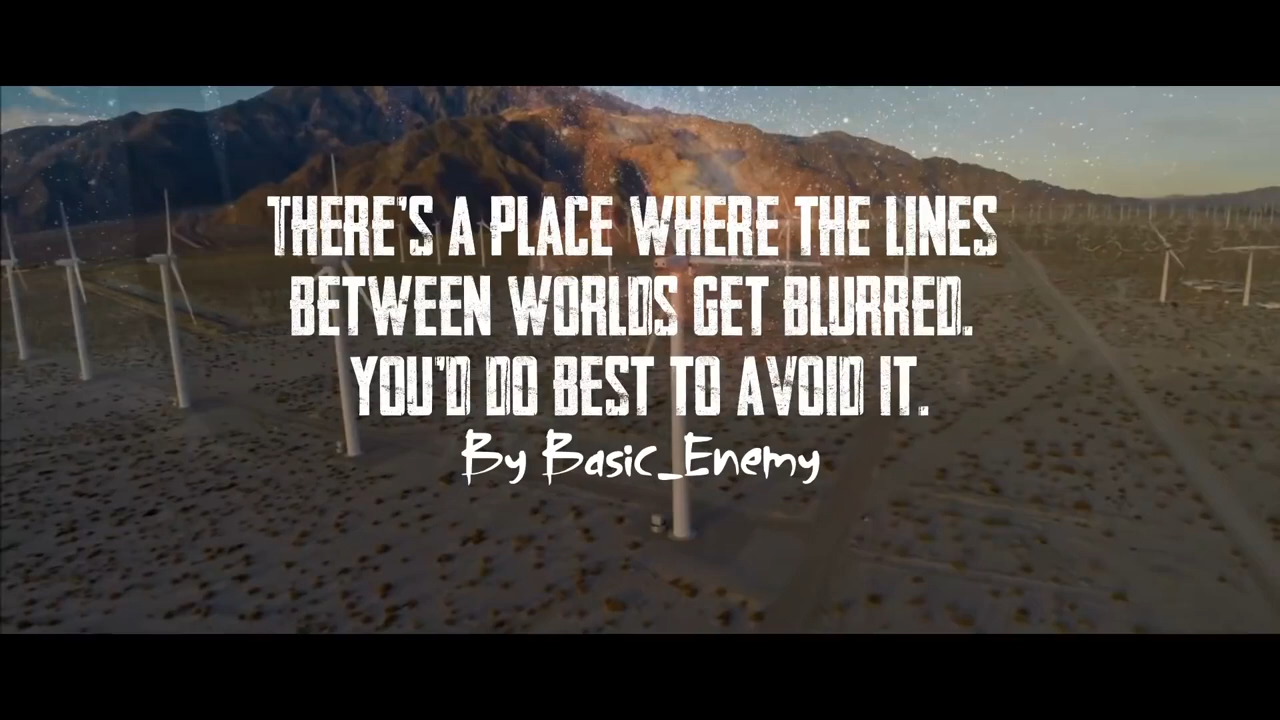 THERE'S A PLACE WHERE THE LINES
BETWEEN WORLDS GET BLURRED.
YOU'D DO BEST TO AVOID IT.
By Basic_Enemy